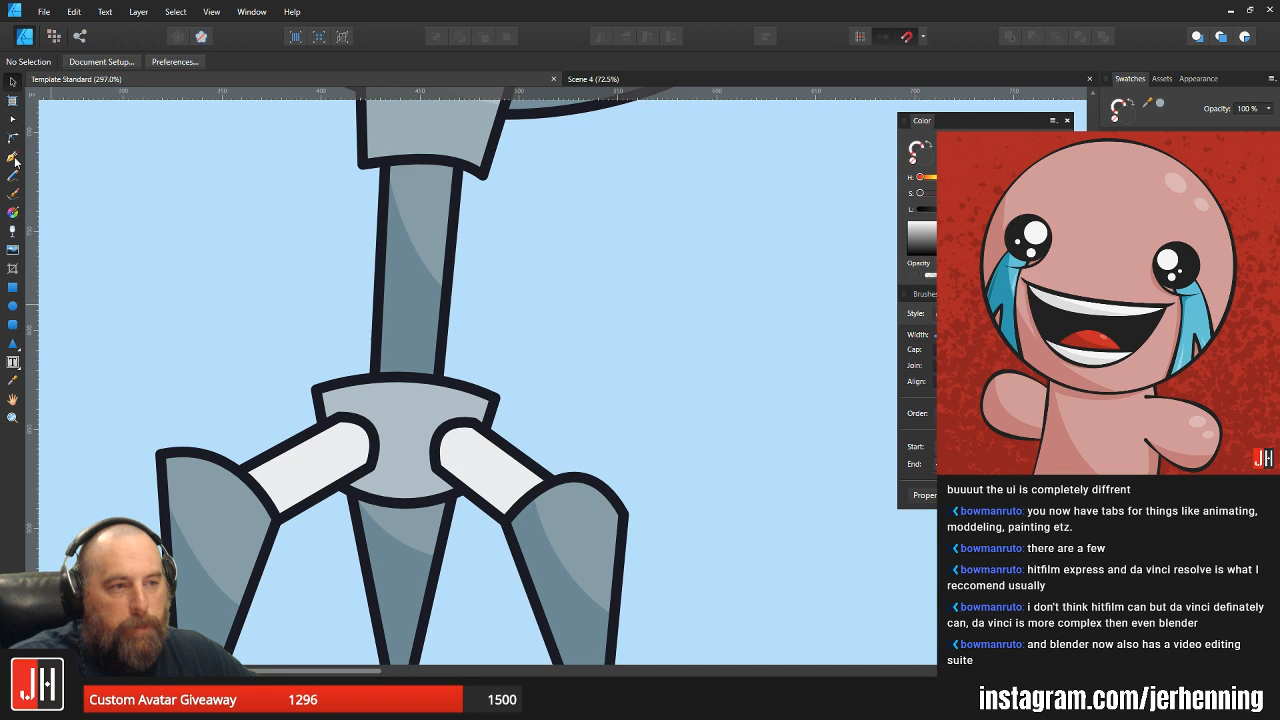 File Edit Text Layer Select View Window Help
No Selection Document Setup... Preferences...
Template Standard (297.0%) × Scene 4 (72.5%) ×
Swatches Assets Appearance
Opacity: 100 %
Color
H:
S:
L:
Opacity
Brushes
Style:
Width:
Cap:
Join:
Align:
Order:
Start:
End:
Proper
JH
buuuut the ui is completely diffrent
bowmanruto: you now have tabs for things like animating,
moddeling, painting etz.
bowmanruto: there are a few
bowmanruto: hitfilm express and da vinci resolve is what I
reccomend usually
bowmanruto: i don't think hitfilm can but da vinci definately
can, da vinci is more complex then even blender
bowmanruto: and blender now also has a video editing
suite
JH
Custom Avatar Giveaway 1296 1500
instagram.com/jerhenning